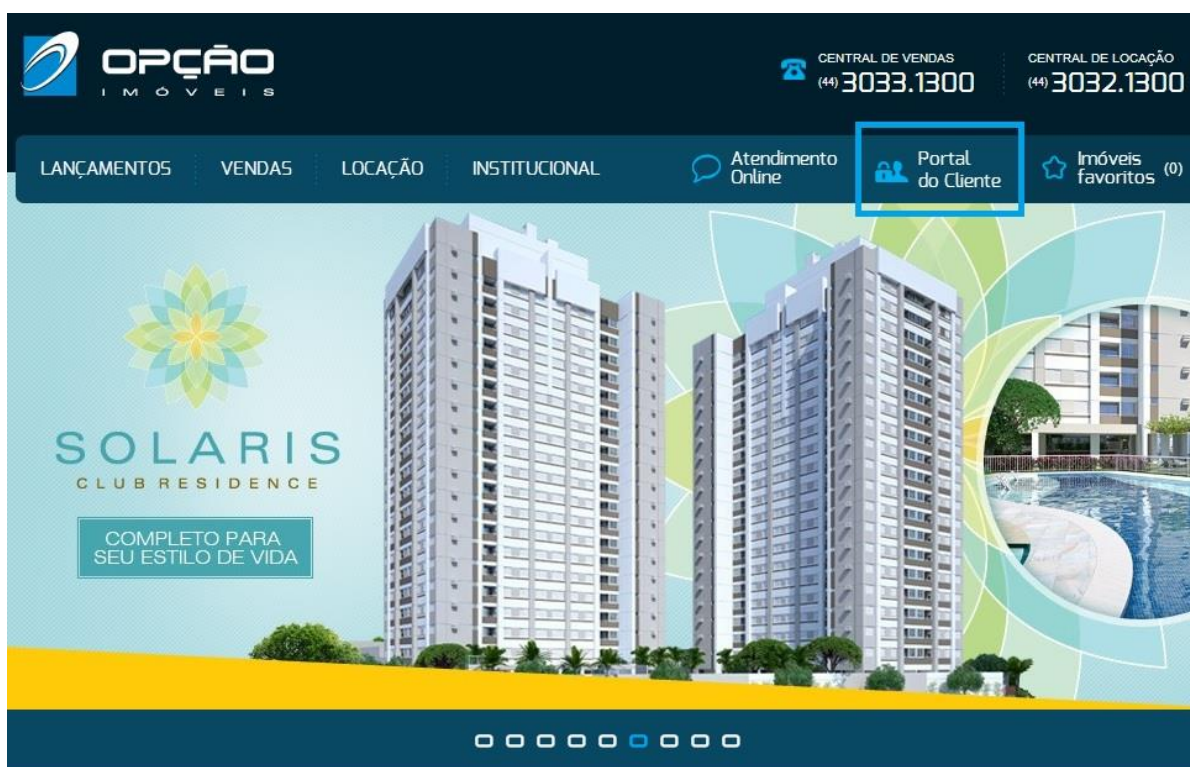 OPÇÃO
IMÓVEIS
CENTRAL DE VENDAS
(44) 3033.1300
CENTRAL DE LOCAÇÃO
(44) 3032.1300
LANÇAMENTOS
VENDAS
LOCAÇÃO
INSTITUCIONAL
Atendimento
Online
Portal
do Cliente
Imóveis
favoritos (0)
SOLARIS
CLUB RESIDENCE
COMPLETO PARA
SEU ESTILO DE VIDA